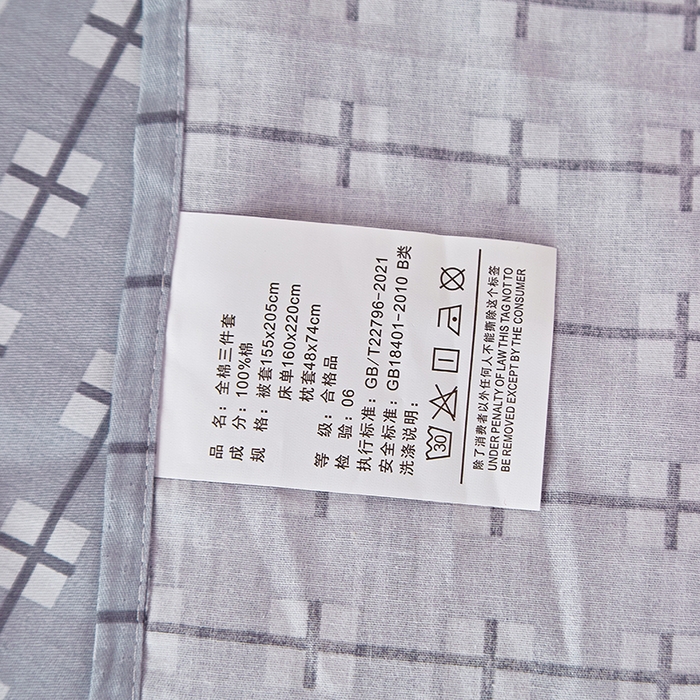 品 名：全棉三件套
成 分：100%棉
规 格：被套155x205cm
床单160x220cm
枕套48x74cm
等 级：合格品
检 验：06
执行标准：GB/T22796-2021
安全标准：GB18401-2010 B类
洗涤说明：
30
除了消费者以外任何人不能撕除这个标签
UNDER PENALTY OF LAW THIS TAG NOT TO
BE REMOVED EXCEPT BY THE CONSUMER